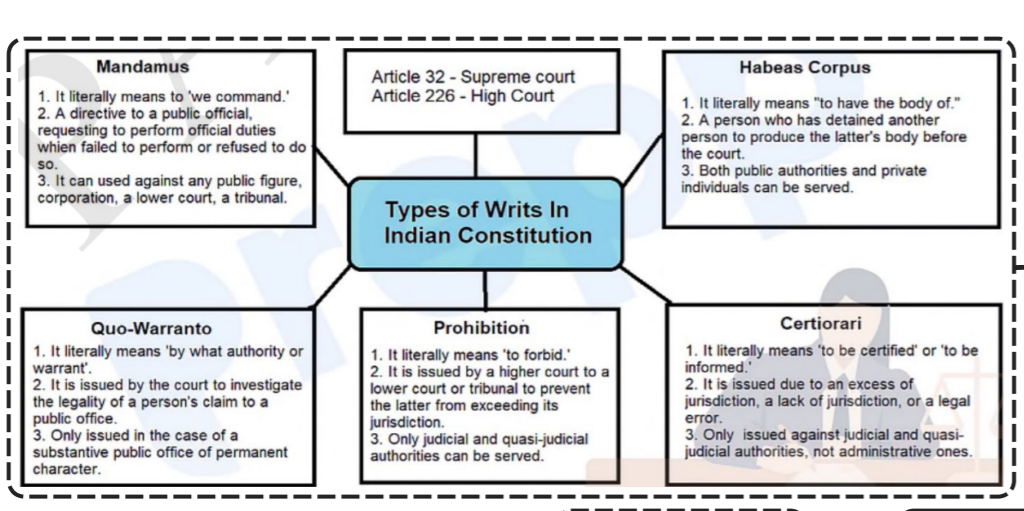 Mandamus
1. It literally means to 'we command.'
2. A directive to a public official,
requesting to perform official duties
when failed to perform or refused to do
so.
3. It can used against any public figure,
corporation, a lower court, a tribunal.
Article 32 - Supreme court
Article 226 - High Court
Habeas Corpus
1. It literally means "to have the body of."
2. A person who has detained another
person to produce the latter's body before
the court.
3. Both public authorities and private
individuals can be served.
Types of Writs In
Indian Constitution
Quo-Warranto
1. It literally means 'by what authority or
warrant'.
2. It is issued by the court to investigate
the legality of a person's claim to a
public office.
3. Only issued in the case of a
substantive public office of permanent
character.
Prohibition
1. It literally means 'to forbid.'
2. It is issued by a higher court to a
lower court or tribunal to prevent
the latter from exceeding its
jurisdiction.
3. Only judicial and quasi-judicial
authorities can be served.
Certiorari
1. It literally means 'to be certified' or 'to be
informed.'
2. It is issued due to an excess of
jurisdiction, a lack of jurisdiction, or a legal
error.
3. Only issued against judicial and quasi-
judicial authorities, not administrative ones.
prepp